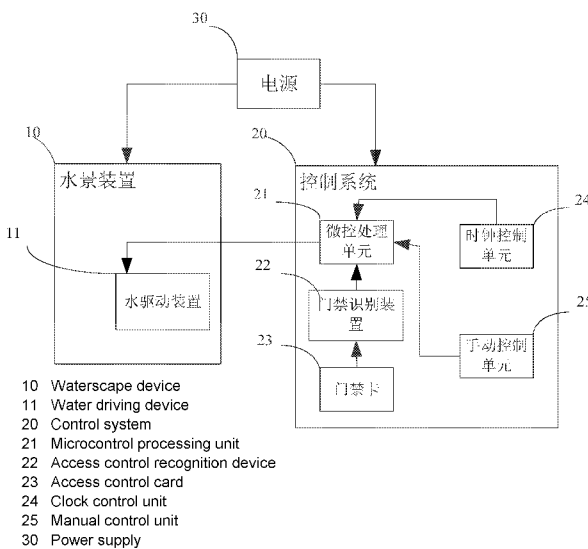 30
电源
10
20
水景装置
控制系统
21
24
11
微控处理
单元
时钟控制
单元
22
水驱动装置
门禁识别装
置
25
23
手动控制
单元
门禁卡
10 Waterscape device
11 Water driving device
20 Control system
21 Microcontrol processing unit
22 Access control recognition device
23 Access control card
24 Clock control unit
25 Manual control unit
30 Power supply